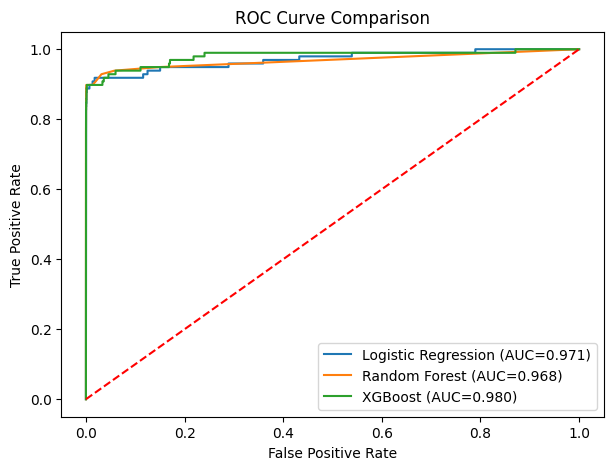 ROC Curve Comparison
True Positive Rate
1.0
0.8
0.6
0.4
0.2
0.0
Logistic Regression (AUC=0.971)
Random Forest (AUC=0.968)
XGBoost (AUC=0.980)
0.0 0.2 0.4 0.6 0.8 1.0
False Positive Rate